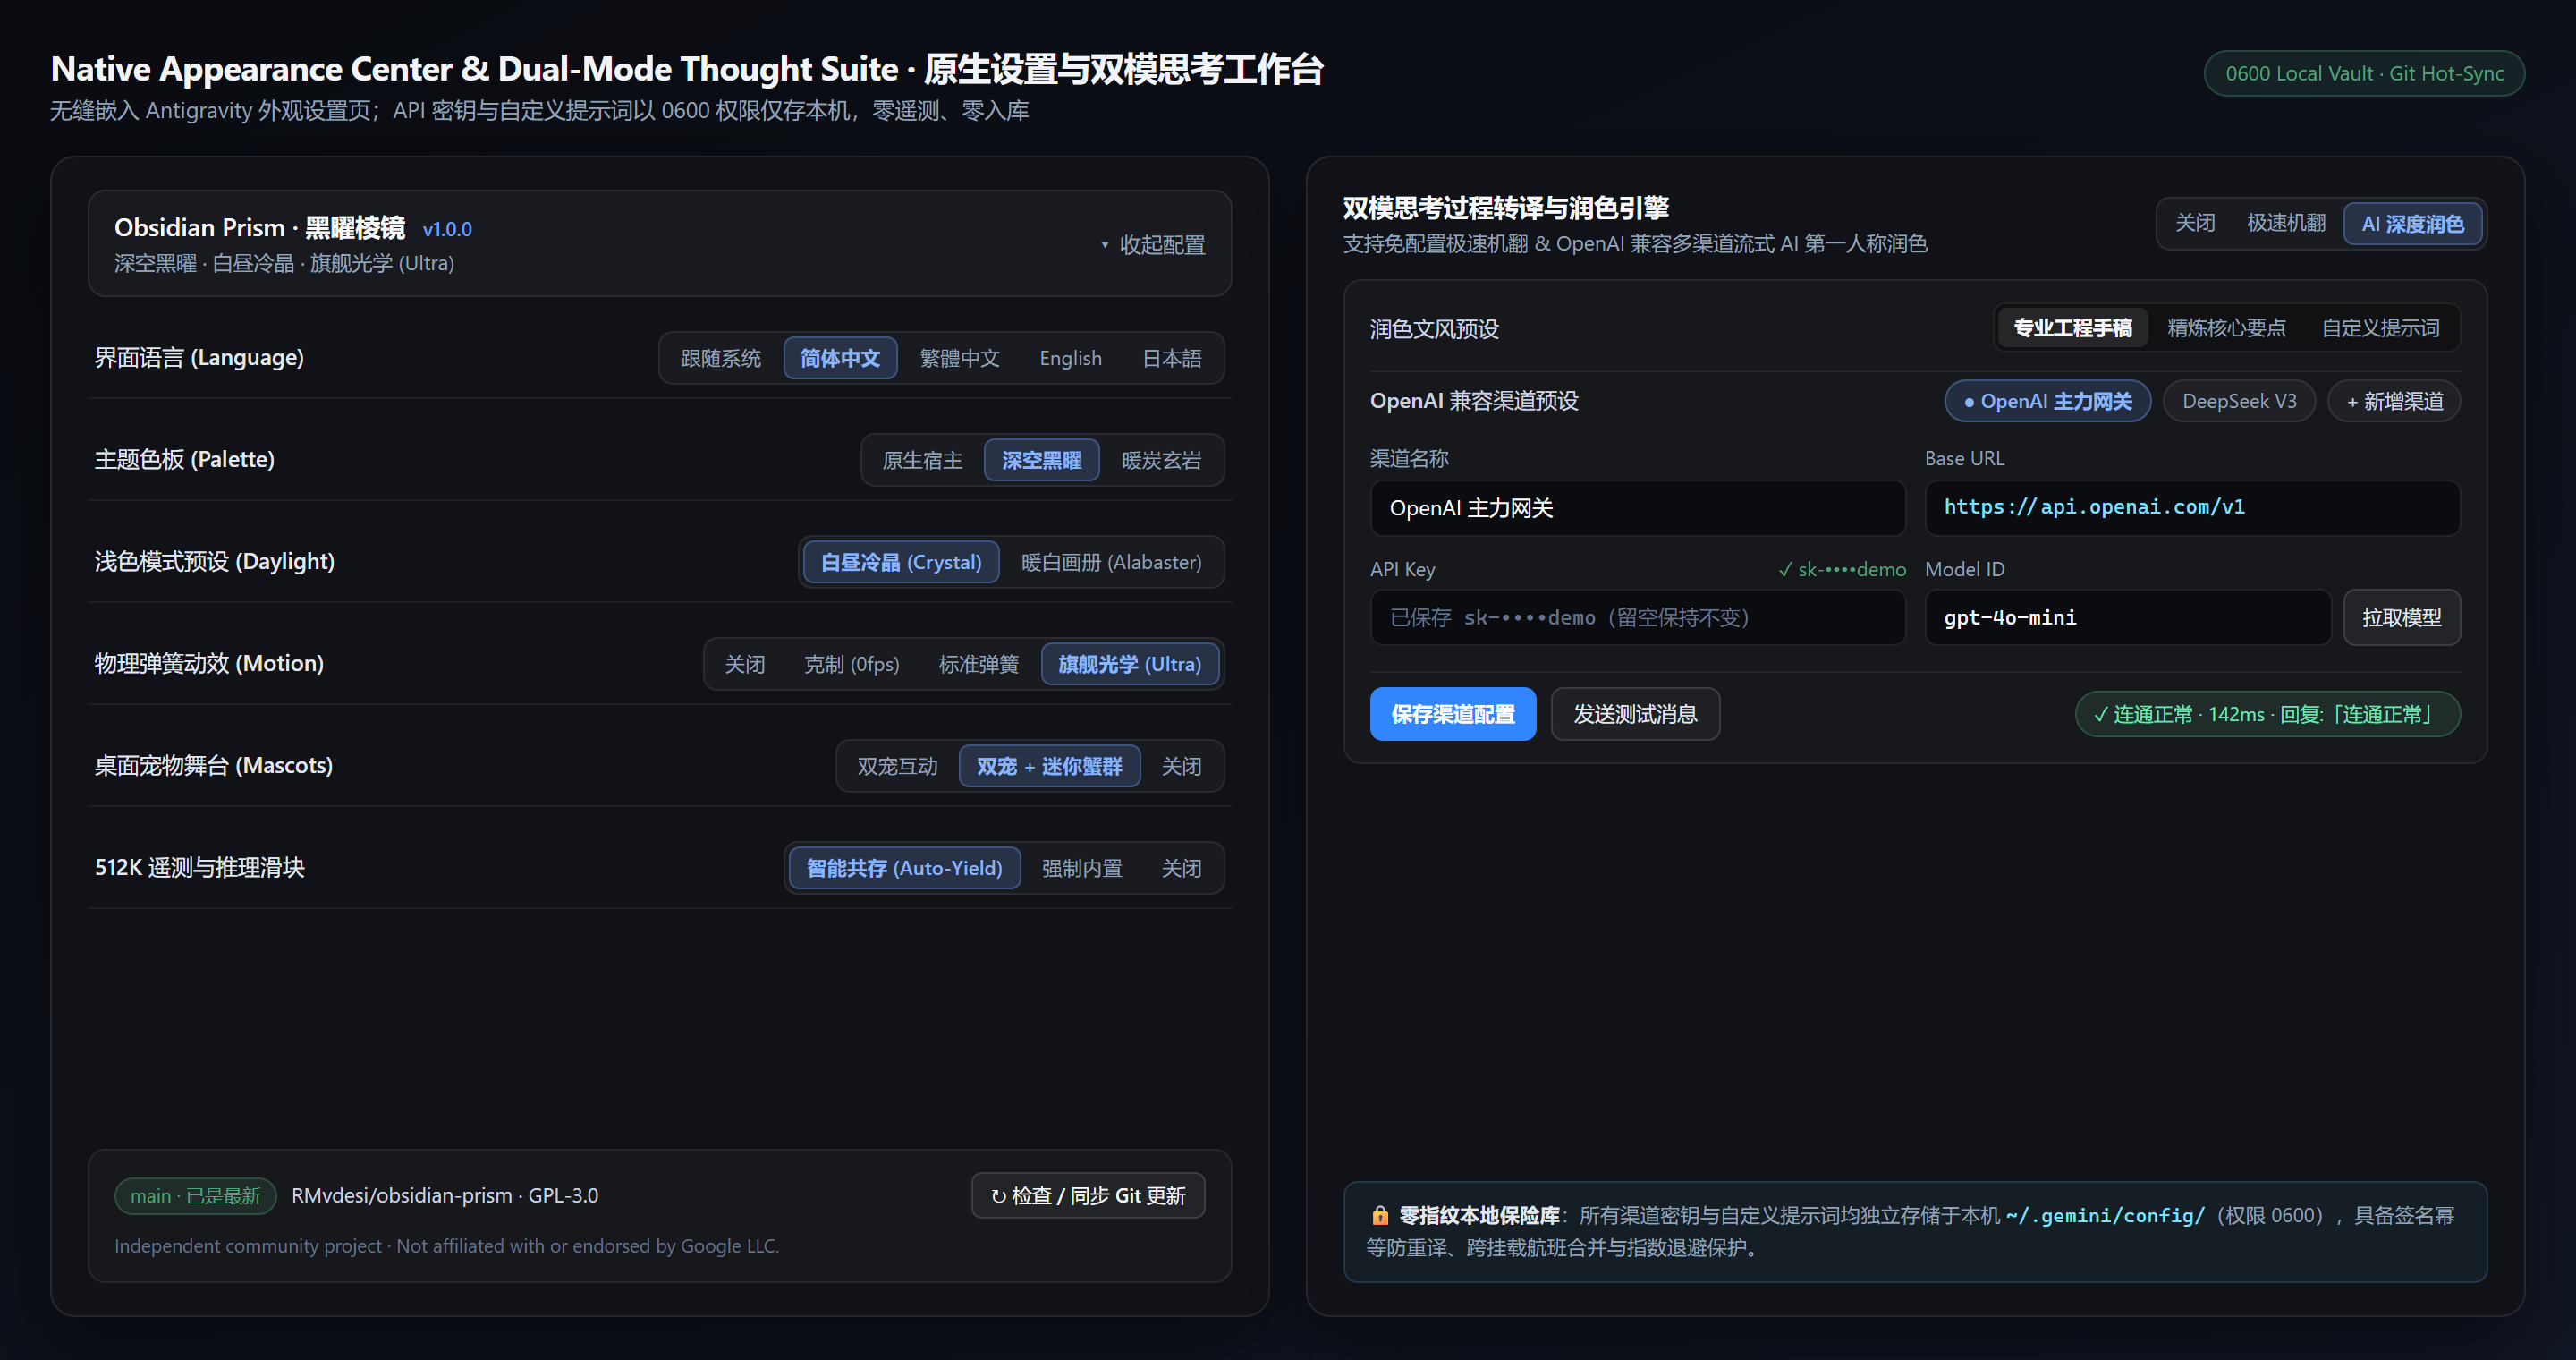 Native Appearance Center & Dual-Mode Thought Suite · 原生设置与双模思考工作台
无缝嵌入 Antigravity 外观设置页；API 密钥与自定义提示词以 0600 权限仅存本机，零遥测、零入库
0600 Local Vault · Git Hot-Sync
Obsidian Prism · 黑曜棱镜 v1.0.0
深空黑曜 · 白昼冷晶 · 旗舰光学 (Ultra)
▾ 收起配置
界面语言 (Language)
跟随系统 简体中文 繁體中文 English 日本語
主题色板 (Palette)
原生宿主 深空黑曜 暖炭玄岩
浅色模式预设 (Daylight)
白昼冷晶 (Crystal) 暖白画册 (Alabaster)
物理弹簧动效 (Motion)
关闭 克制 (0fps) 标准弹簧 旗舰光学 (Ultra)
桌面宠物舞台 (Mascots)
双宠互动 双宠 + 迷你蟹群 关闭
512K 遥测与推理滑块
智能共存 (Auto-Yield) 强制内置 关闭
main · 已是最新 RMvdesi/obsidian-prism · GPL-3.0
↻ 检查 / 同步 Git 更新
Independent community project · Not affiliated with or endorsed by Google LLC.
双模思考过程转译与润色引擎
支持免配置极速机翻 & OpenAI 兼容多渠道流式 AI 第一人称润色
关闭 极速机翻 AI 深度润色
润色文风预设
专业工程手稿 精炼核心要点 自定义提示词
OpenAI 兼容渠道预设
● OpenAI 主力网关 DeepSeek V3 + 新增渠道
渠道名称 Base URL
OpenAI 主力网关 https://api.openai.com/v1
API Key ✓ sk-••••demo Model ID
已保存 sk-••••demo（留空保持不变） gpt-4o-mini 拉取模型
保存渠道配置 发送测试消息 ✓ 连通正常 · 142ms · 回复:「连通正常」
🔒 零指纹本地保险库：所有渠道密钥与自定义提示词均独立存储于本机 ~/.gemini/config/（权限 0600），具备签名幂
等防重译、跨挂载航班合并与指数退避保护。